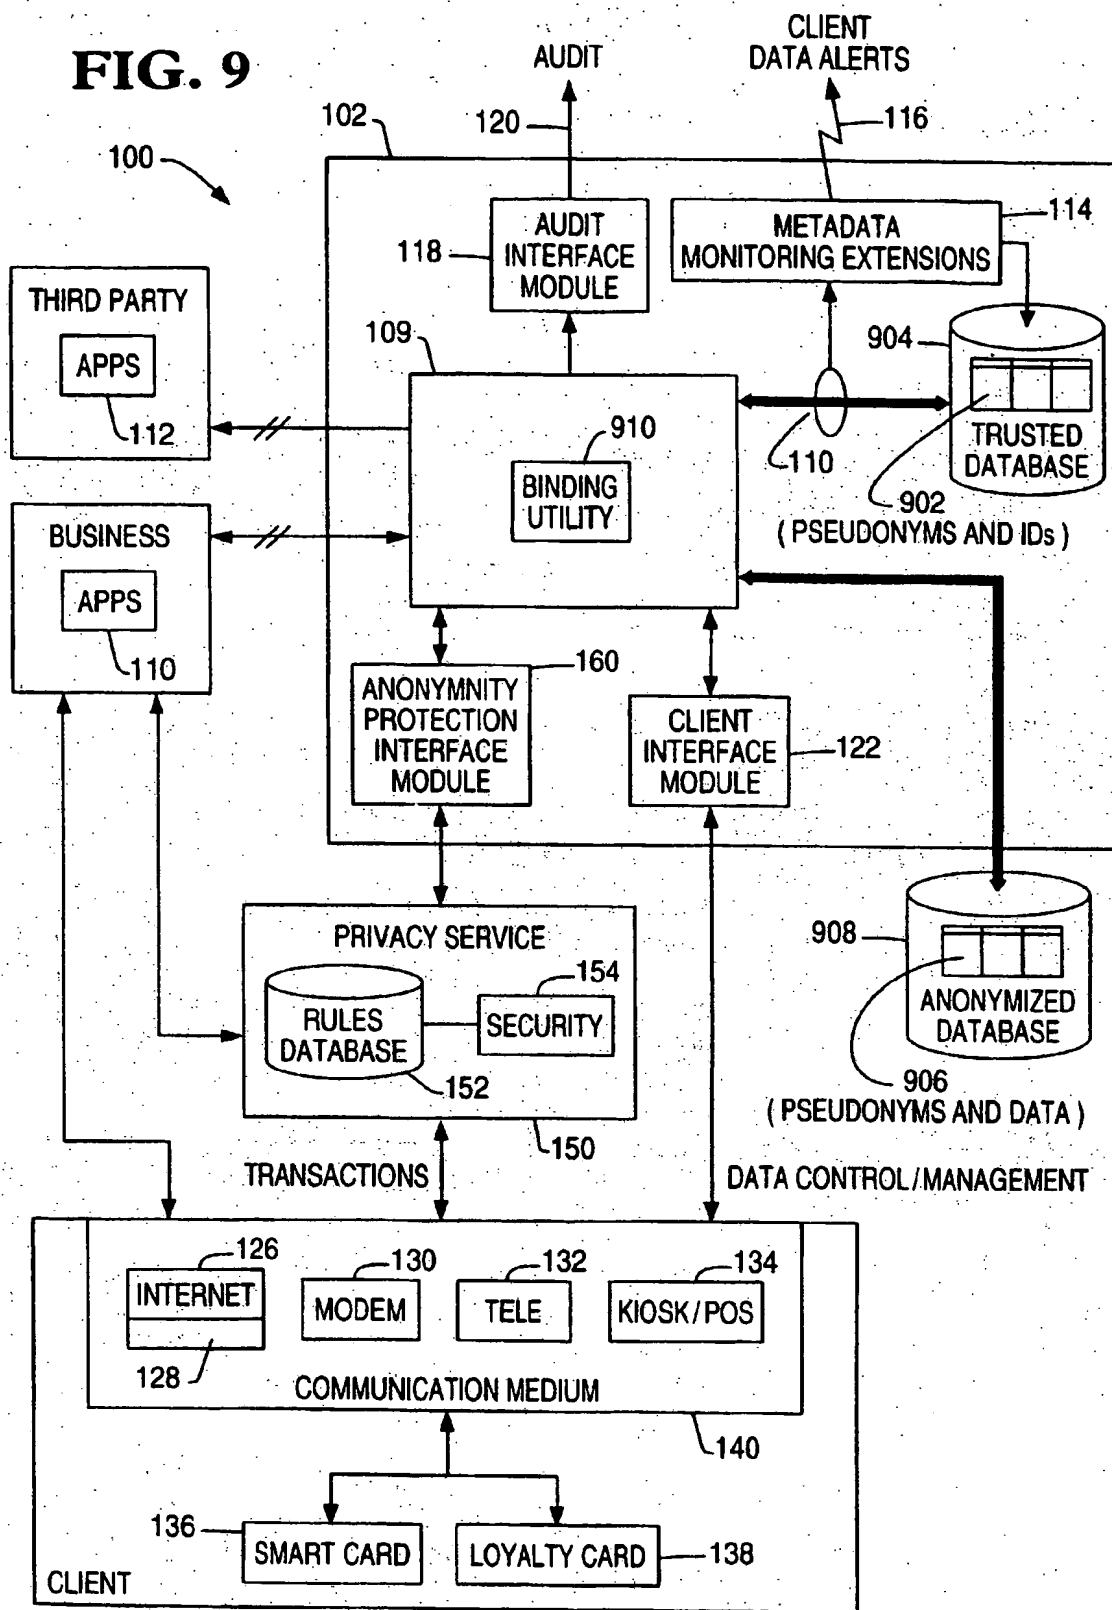 FIG. 9
AUDIT
CLIENT
DATA ALERTS
102
120
116
100
AUDIT
INTERFACE
MODULE
118
METADATA
MONITORING EXTENSIONS
114
THIRD PARTY
APPS
112
109
904
TRUSTED
DATABASE
910
BINDING
UTILITY
110
902
(PSEUDONYMS AND IDs)
BUSINESS
APPS
110
160
ANONYMNITY
PROTECTION
INTERFACE
MODULE
CLIENT
INTERFACE
MODULE
122
PRIVACY SERVICE
908
154
RULES
DATABASE
SECURITY
ANONYMIZED
DATABASE
152
906
(PSEUDONYMS AND DATA)
150
TRANSACTIONS
DATA CONTROL/MANAGEMENT
126
130
132
134
INTERNET
MODEM
TELE
KIOSK/POS
128
COMMUNICATION MEDIUM
140
136
SMART CARD
LOYALTY CARD
138
CLIENT